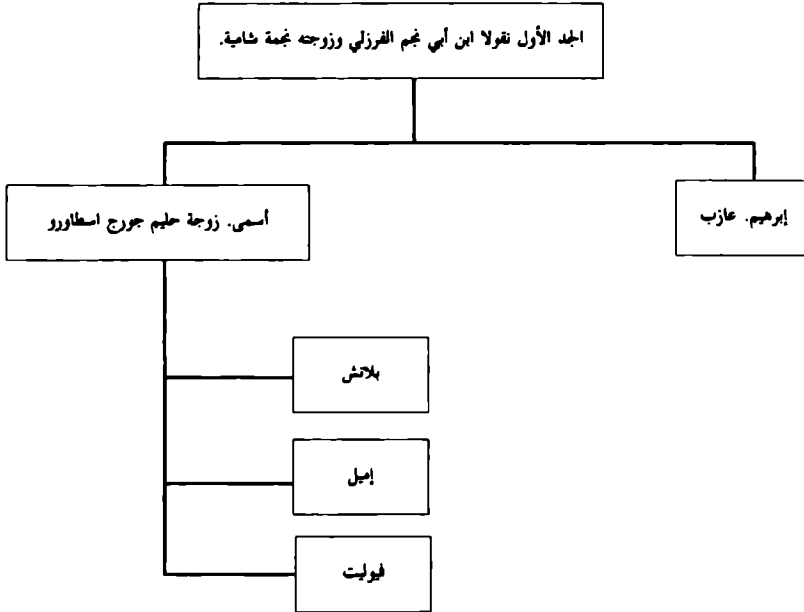 الجد الأول نقولا ابن أبي نجم الفرزلي وزوجته نجمة شامية.
إبرهيم. عازب
أسمى. زوجة حليم جورج اسطاورو
بلانش
إميل
فيوليت